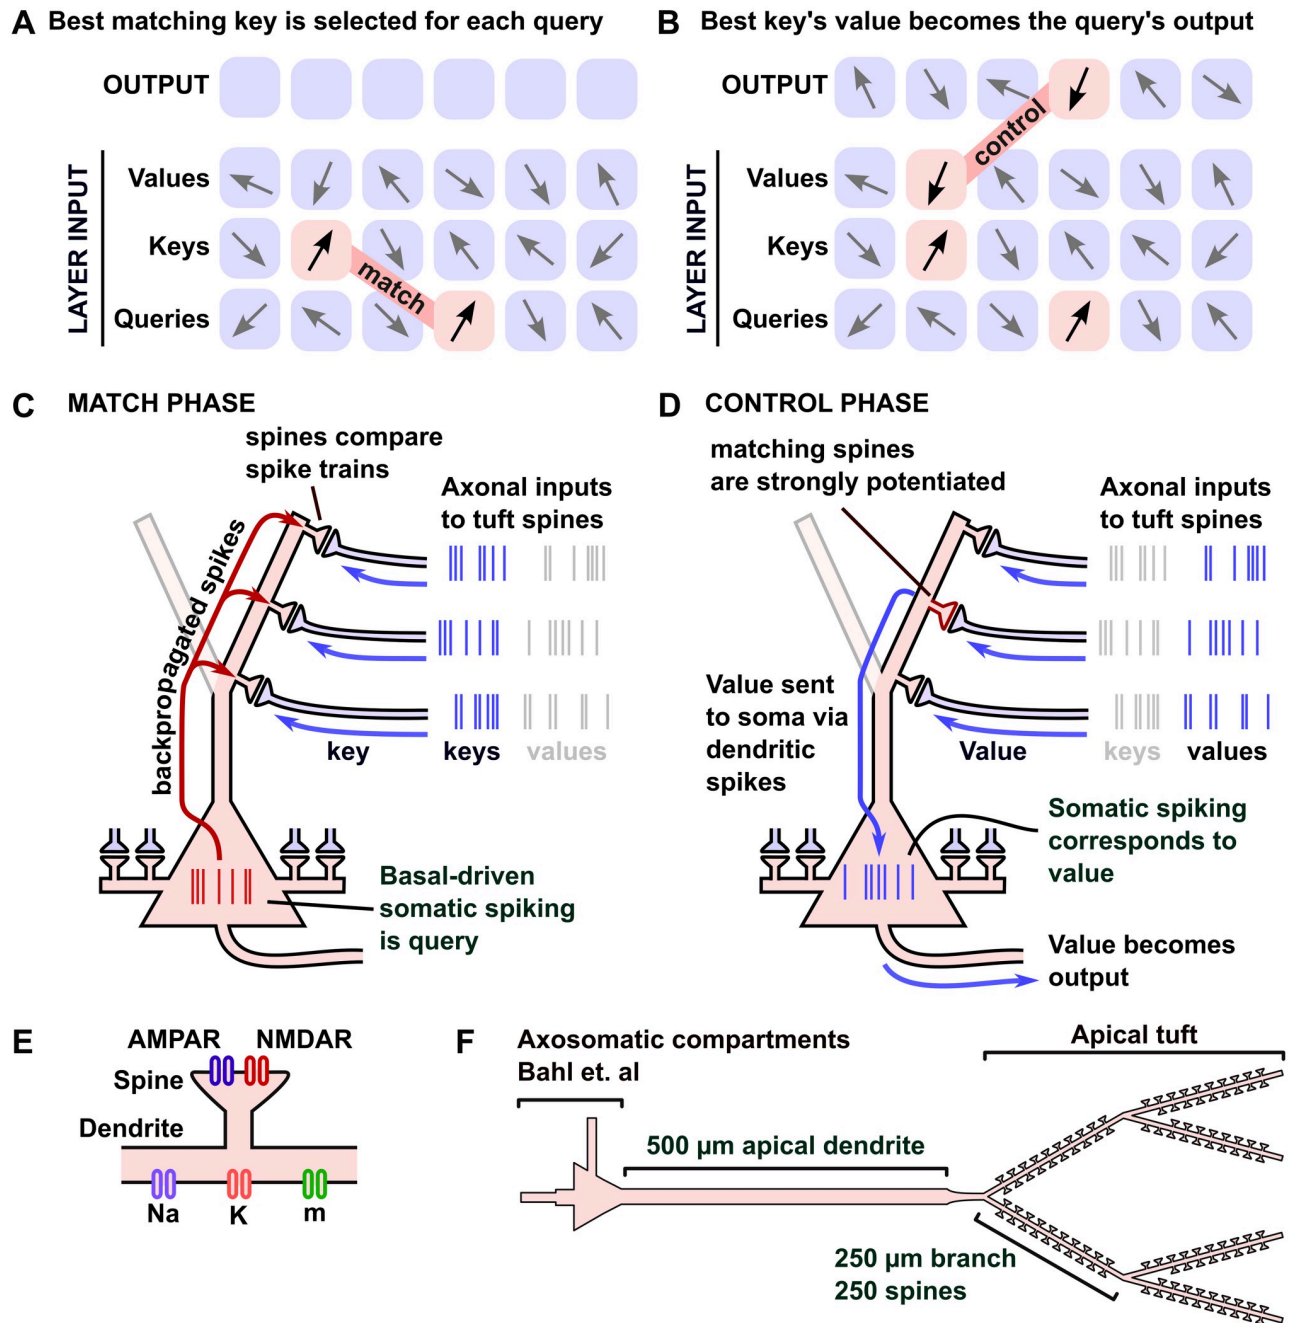 A Best matching key is selected for each query
OUTPUT
LAYER INPUT
Values
Keys
match
Queries
B Best key's value becomes the query's output
OUTPUT
control
LAYER INPUT
Values
Keys
Queries
C MATCH PHASE
spines compare
spike trains
Axonal inputs
to tuft spines
backpropagated spikes
key
keys
values
Basal-driven
somatic spiking
is query
D CONTROL PHASE
matching spines
are strongly potentiated
Axonal inputs
to tuft spines
Value sent
to soma via
dendritic
spikes
Value
keys
values
Somatic spiking
corresponds to
value
Value becomes
output
E
AMPAR NMDAR
Spine
Dendrite
Na K m
F Axosomatic compartments
Bahl et. al
Apical tuft
500 µm apical dendrite
250 µm branch
250 spines